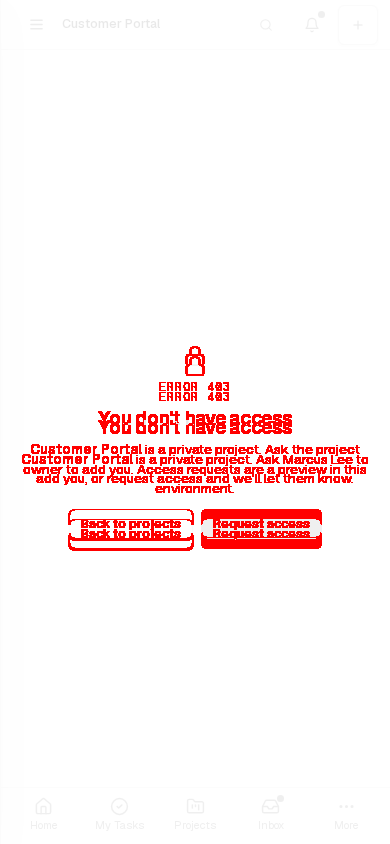 Customer Portal
ERROR 403
ERROR 403
You don't have access
You don't have access
Customer Portal is a private project. Ask the project
Customer Portal is a private project. Ask Marcus Lee to
owner to add you. Access requests are a preview in this
add you, or request access and we'll let them know.
environment.
Back to projects Request access
Back to projects Request access
Home My Tasks Projects Inbox More